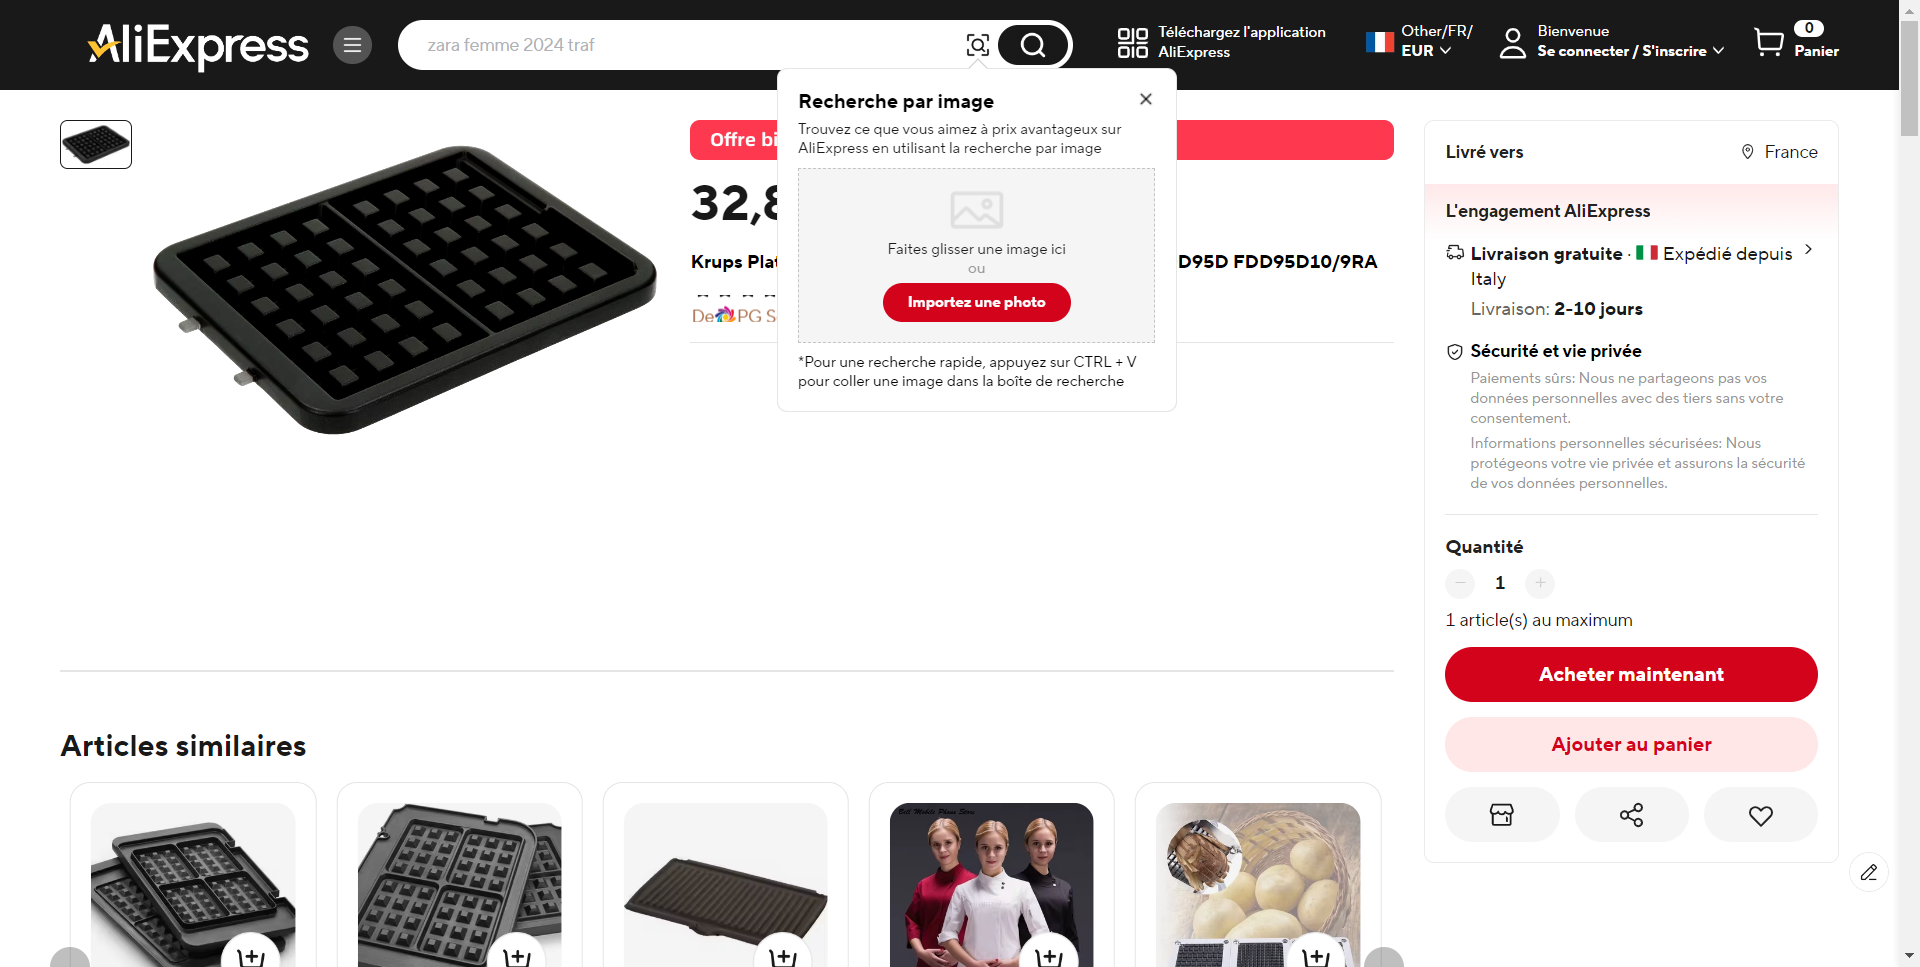 AliExpress
zara femme 2024 traf
Téléchargez l'application
AliExpress
Other/FR/
EUR
Bienvenue
Se connecter / S'inscrire
0
Panier
Recherche par image
Trouvez ce que vous aimez à prix avantageux sur
AliExpress en utilisant la recherche par image
Faites glisser une image ici
ou
Importez une photo
*Pour une recherche rapide, appuyez sur CTRL + V
pour coller une image dans la boîte de recherche
Offre bi
32,8
Krups Plat
D95D FDD95D10/9RA
De PG S
Livré vers
France
L'engagement AliExpress
Livraison gratuite · Expédié depuis
Italy
Livraison: 2-10 jours
Sécurité et vie privée
Paiements sûrs: Nous ne partageons pas vos
données personnelles avec des tiers sans votre
consentement.
Informations personnelles sécurisées: Nous
protégeons votre vie privée et assurons la sécurité
de vos données personnelles.
Quantité
1
1 article(s) au maximum
Acheter maintenant
Ajouter au panier
Articles similaires